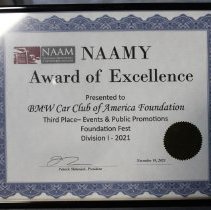 NAAM
NAAMY
Award of Excellence
Presented to
BMW Car Club of America Foundation
Third Place– Events & Public Promotions
Foundation Fest
Division I - 2021